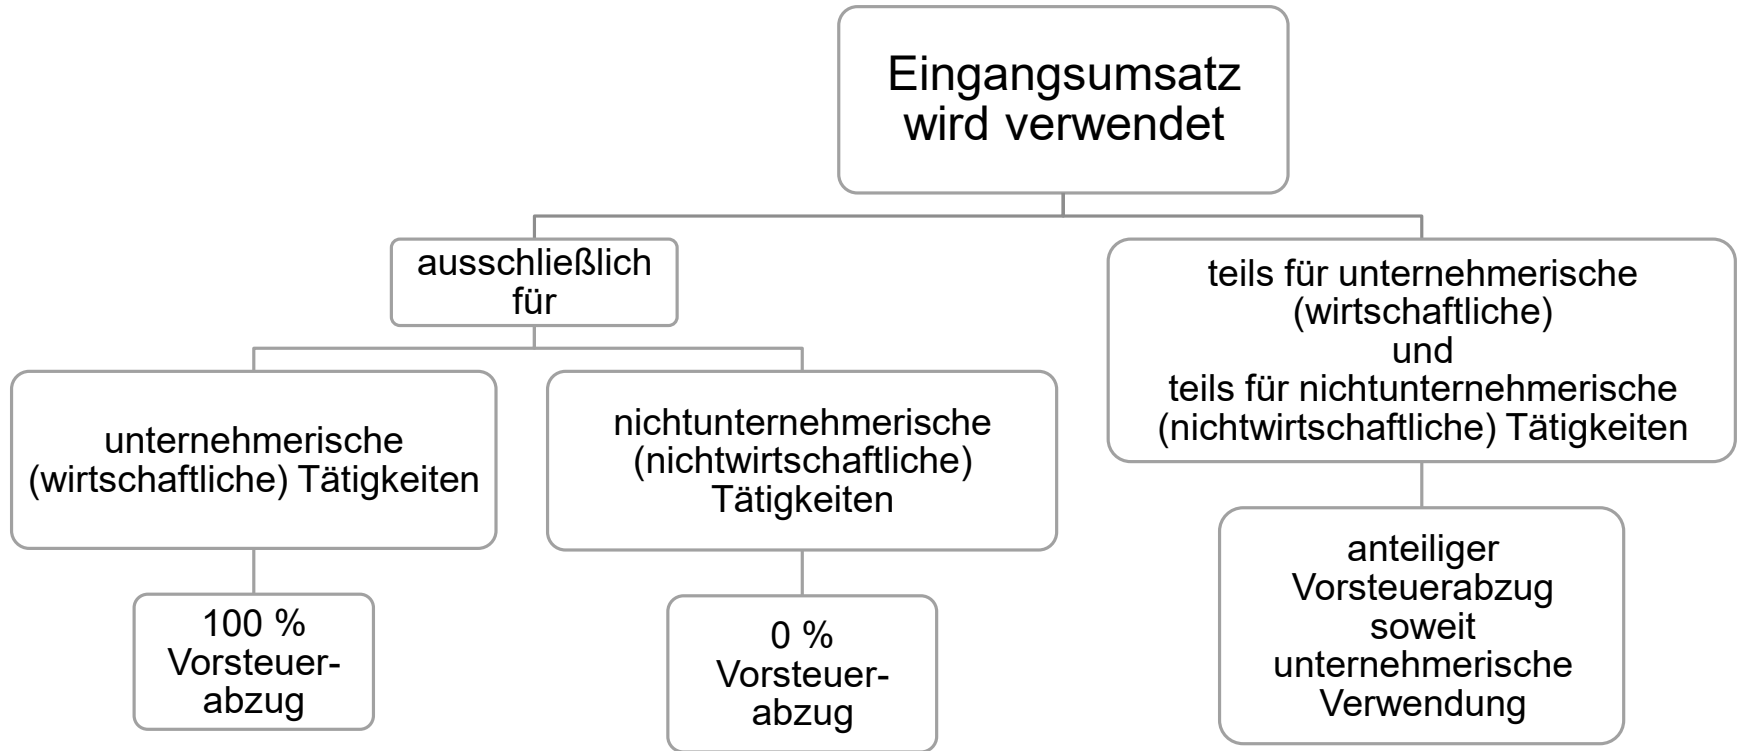 Eingangsumsatz
wird verwendet
ausschließlich
für
teils für unternehmerische
(wirtschaftliche)
und
teils für nichtunternehmerische
(nichtwirtschaftliche) Tätigkeiten
unternehmerische
(wirtschaftliche) Tätigkeiten
nichtunternehmerische
(nichtwirtschaftliche)
Tätigkeiten
100 %
Vorsteuer-
abzug
0 %
Vorsteuer-
abzug
anteiliger
Vorsteuerabzug
soweit
unternehmerische
Verwendung